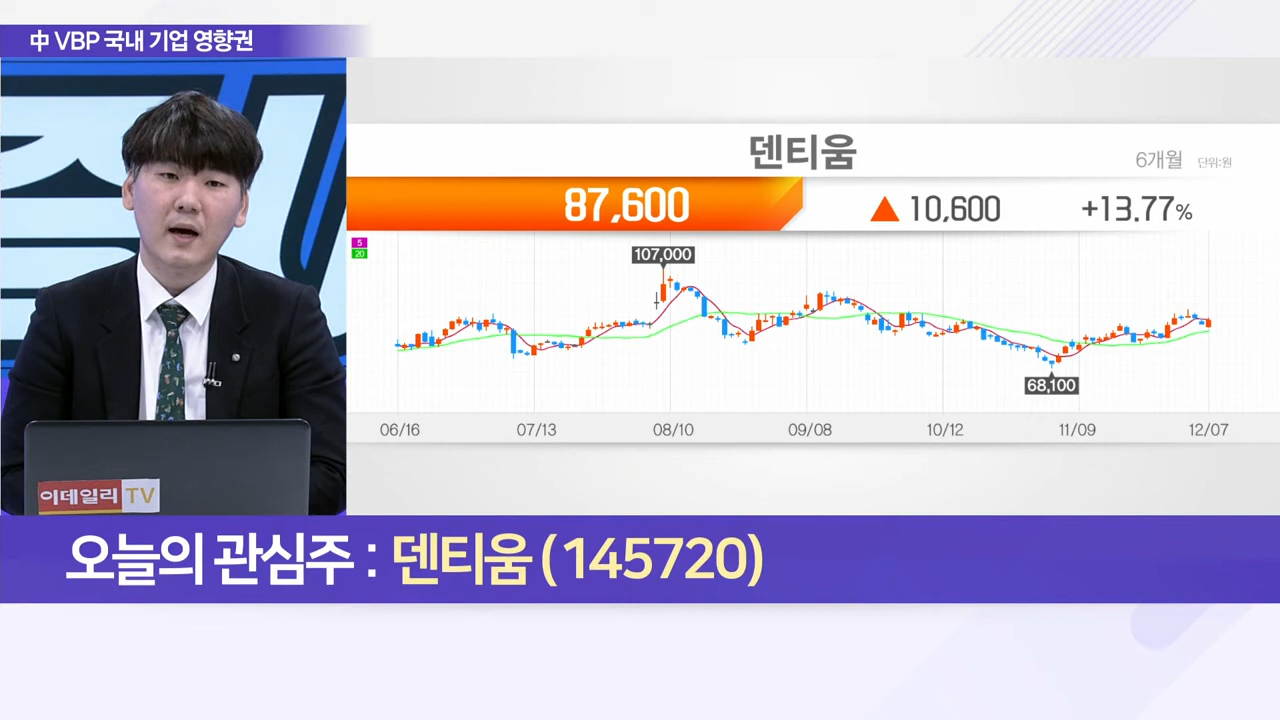 中 VBP 국내 기업 영향권
덴티움
6개월 단위:원
87,600 ▲ 10,600 +13.77%
5
20
107,000
68,100
06/16 07/13 08/10 09/08 10/12 11/09 12/07
이데일리 TV
오늘의 관심주 : 덴티움 (145720)